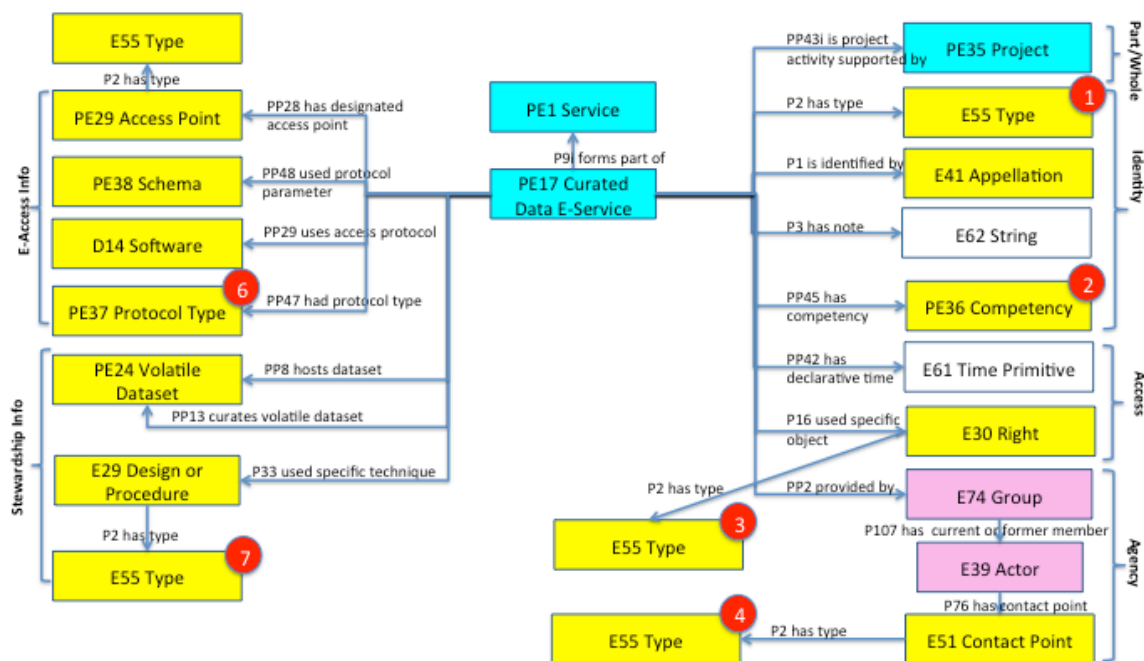 E55 Type
P2 has type
PE29 Access Point
PP28 has designated
access point
PE38 Schema
PP48 used protocol
parameter
D14 Software
PP29 uses access protocol
6
PE37 Protocol Type
PP47 had protocol type
E-Access Info
PE24 Volatile
Dataset
PP8 hosts dataset
PP13 curates volatile dataset
E29 Design or
Procedure
P33 used specific technique
P2 has type
7
E55 Type
Stewardship Info
PE1 Service
P9i forms part of
PE17 Curated
Data E-Service
PP43i is project
activity supported by
PE35 Project
Part/Whole
P2 has type
1
E55 Type
P1 is identified by
E41 Appellation
P3 has note
E62 String
2
PP45 has
competency
PE36 Competency
Identity
PP42 has
declarative time
E61 Time Primitive
P16 used specific
object
E30 Right
Access
P2 has type
3
E55 Type
PP2 provided by
E74 Group
P107 has current or former member
E39 Actor
P76 has contact point
E51 Contact Point
P2 has type
4
E55 Type
Agency